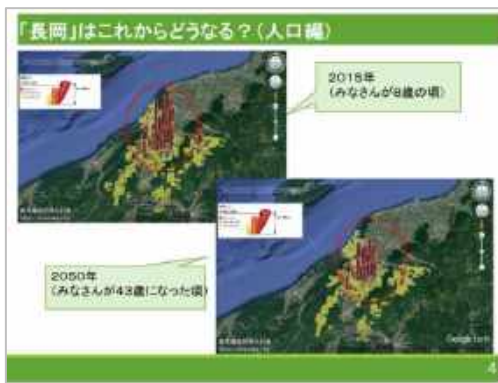 「長岡」はこれからどうなる?(人口編)
2015年
(みなさんが8歳の頃)
2050年
(みなさんが43歳になった頃)
Google Earth
4